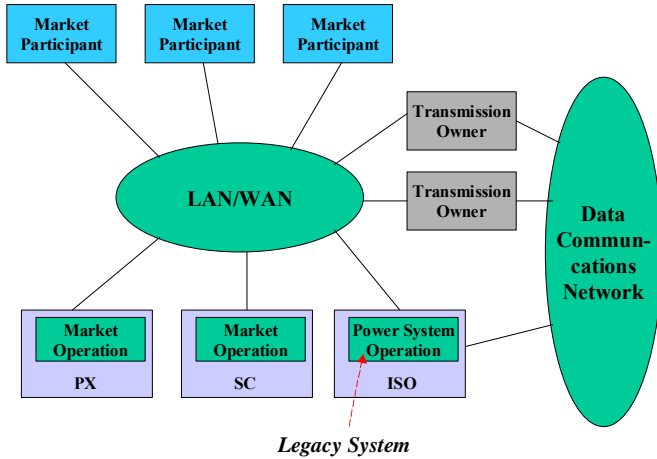 Market
Participant
Market
Participant
Market
Participant
Transmission
Owner
LAN/WAN
Transmission
Owner
Data
Commun-
cations
Network
Market
Operation
PX
Market
Operation
SC
Power System
Operation
ISO
Legacy System